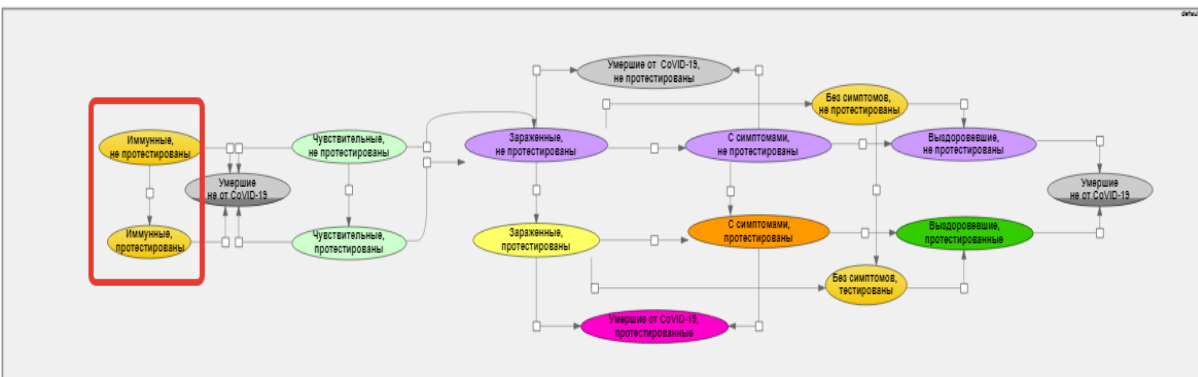 defau
Умершие от CoVID-19,
не протестированы
Без симптомов,
не протестированы
Иммунные,
не протестированы
Чувствительные,
не протестированы
Зараженные,
не протестированы
С симптомами,
не протестированы
Выздоровевшие,
не протестированы
Умершие
не от CoVID-19
Умершие
не от CoVID-19
Иммунные,
протестированы
Чувствительные,
протестированы
Зараженные,
протестированы
С симптомами,
протестированы
Выздоровевшие,
протестированные
Без симптомов,
тестированы
Умершие от CoVID-19,
протестированные